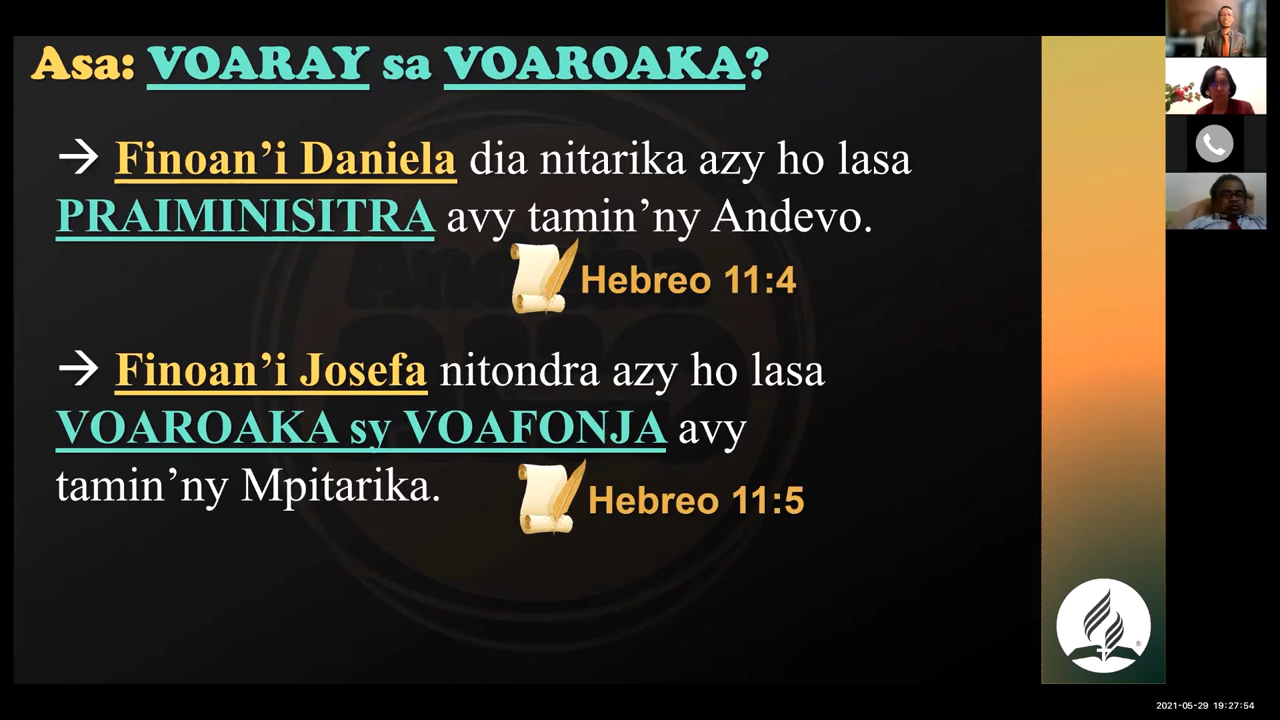 Asa: VOARAY sa VOAROAKA?
→ Finoan’i Daniela dia nitarika azy ho lasa
PRAIMINISITRA avy tamin’ny Andevo.
Hebreo 11:4
→ Finoan’i Josefa nitondra azy ho lasa
VOAROAKA sy VOAFONJA avy
tamin’ny Mpitarika.
Hebreo 11:5
2021-05-29 19:27:54